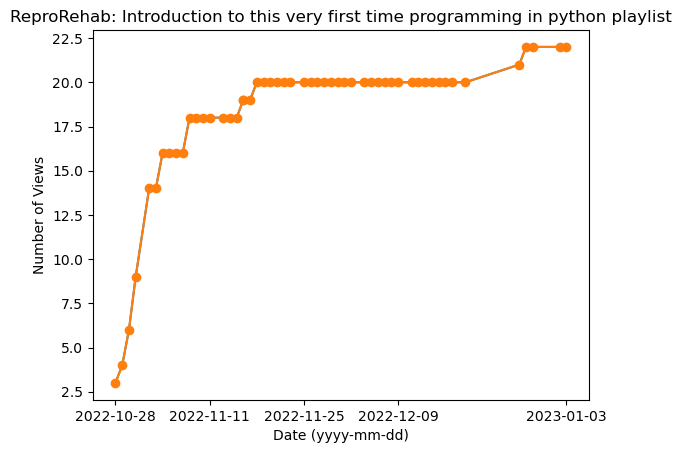 ReproRehab: Introduction to this very first time programming in python playlist
22.5
20.0
17.5
15.0
12.5
10.0
7.5
5.0
2.5
Number of Views
2022-10-28 2022-11-11 2022-11-25 2022-12-09 2023-01-03
Date (yyyy-mm-dd)